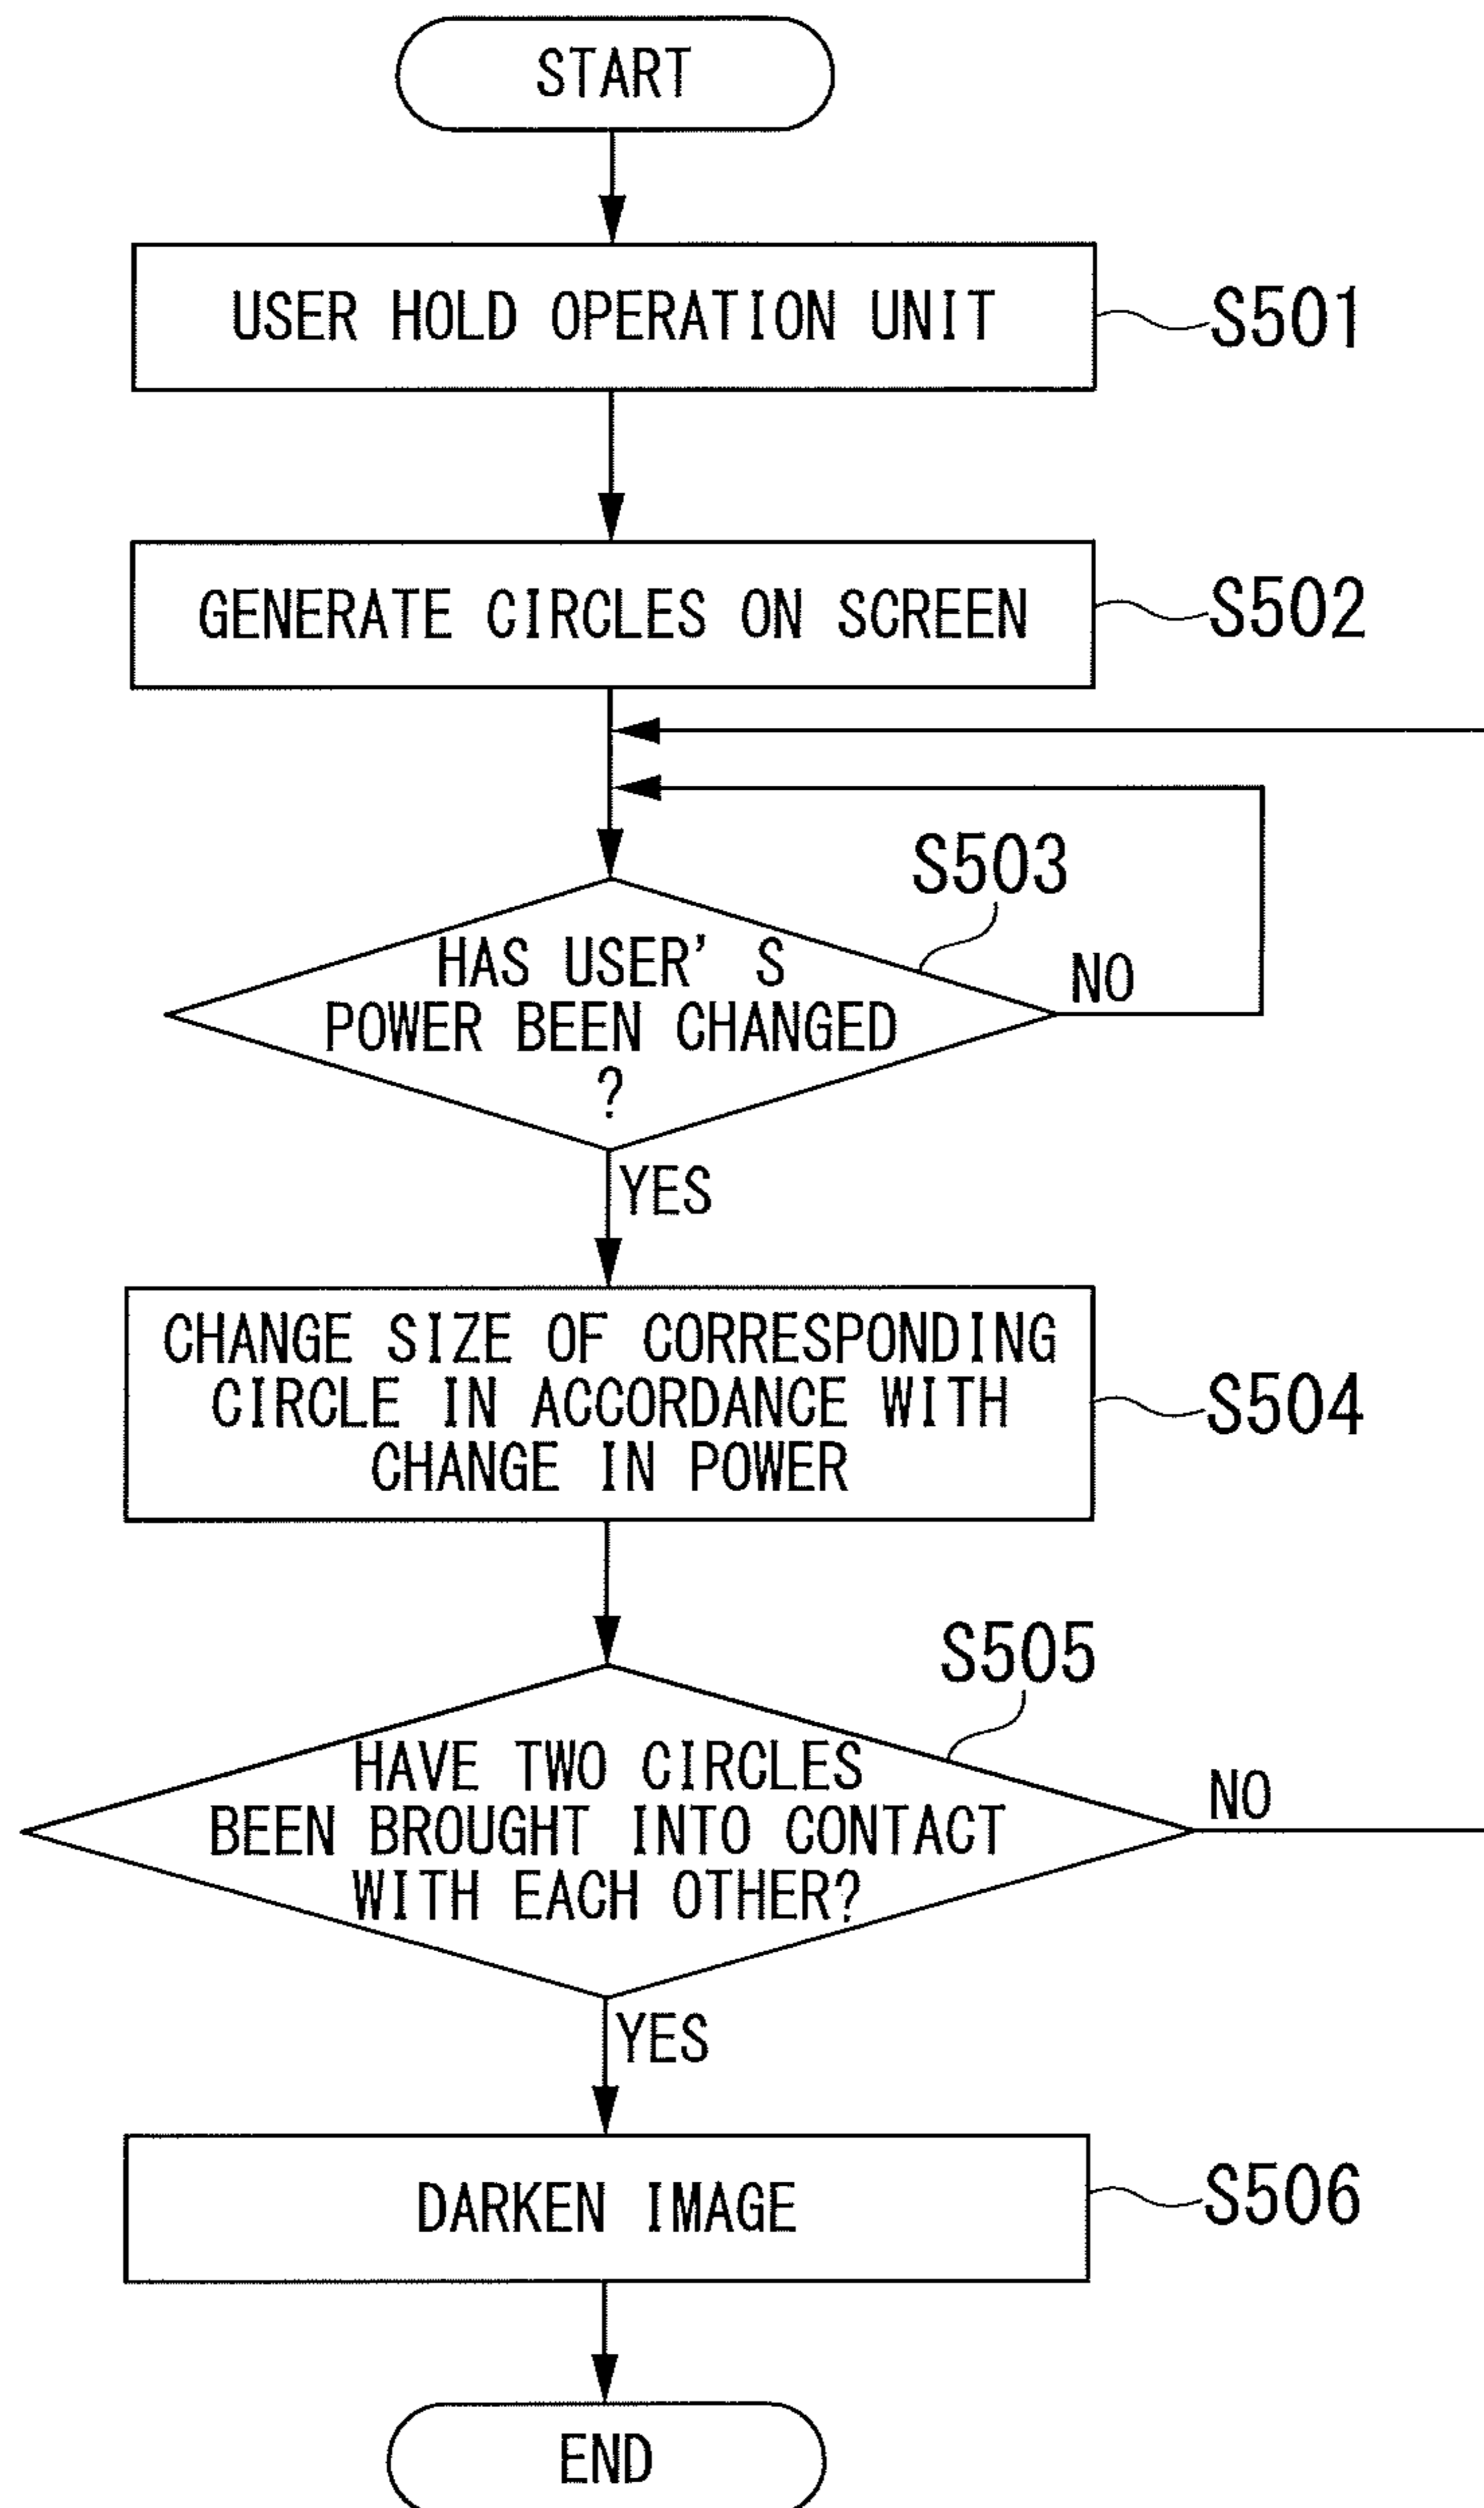 START
USER HOLD OPERATION UNIT
S501
GENERATE CIRCLES ON SCREEN
S502
S503
HAS USER' S
POWER BEEN CHANGED
?
NO
YES
CHANGE SIZE OF CORRESPONDING
CIRCLE IN ACCORDANCE WITH
CHANGE IN POWER
S504
S505
HAVE TWO CIRCLES
BEEN BROUGHT INTO CONTACT
WITH EACH OTHER?
NO
YES
DARKEN IMAGE
S506
END